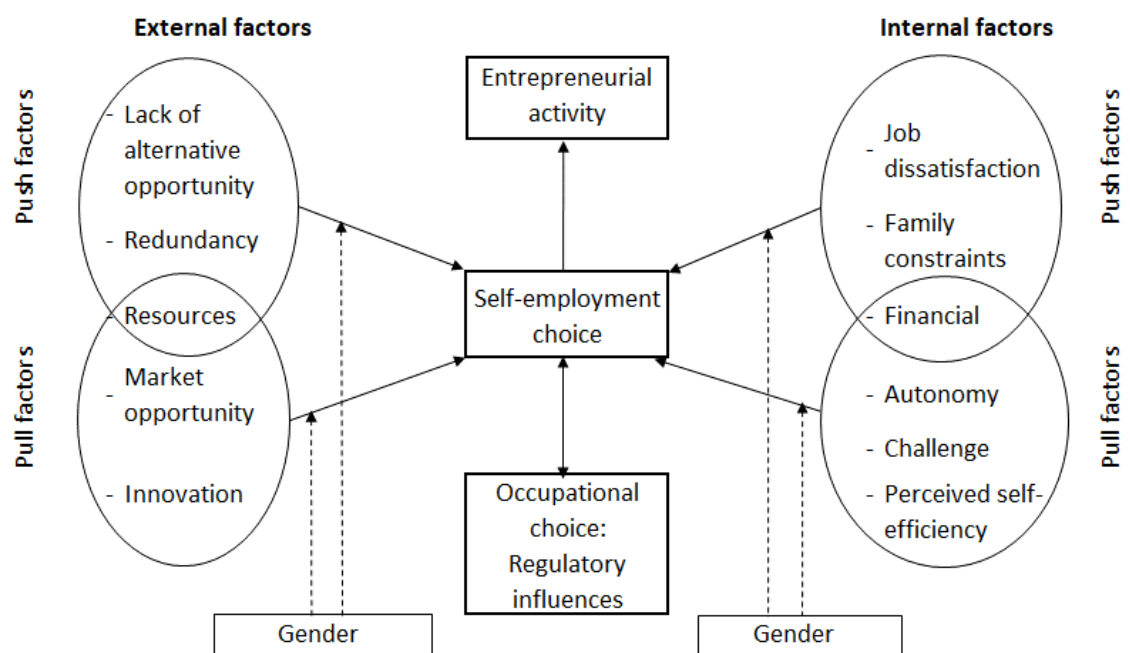 External factors
Internal factors
Push factors
- Lack of
alternative
opportunity
- Redundancy
- Resources
Pull factors
- Market
opportunity
- Innovation
Entrepreneurial
activity
Self-employment
choice
Occupational
choice:
Regulatory
influences
- Job
dissatisfaction
- Family
constraints
- Financial
Push factors
- Autonomy
- Challenge
- Perceived self-
efficiency
Pull factors
Gender
Gender